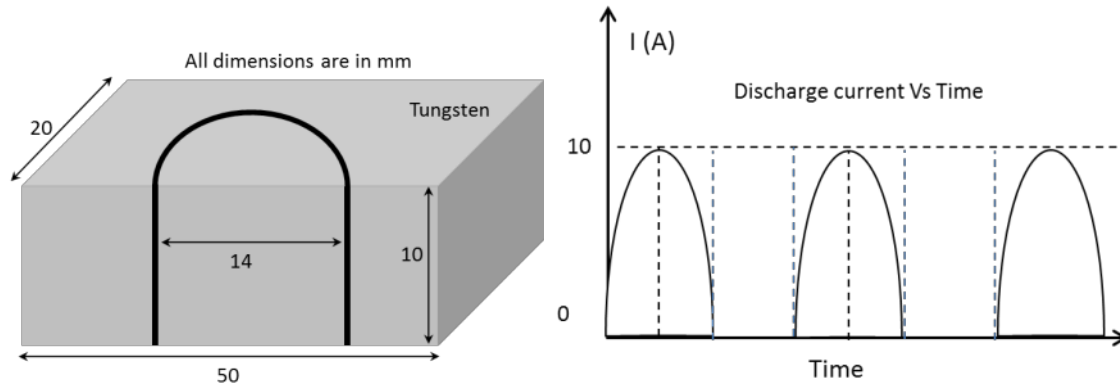 All dimensions are in mm
Tungsten
20
14
10
50
I (A)
Discharge current Vs Time
10
0
Time